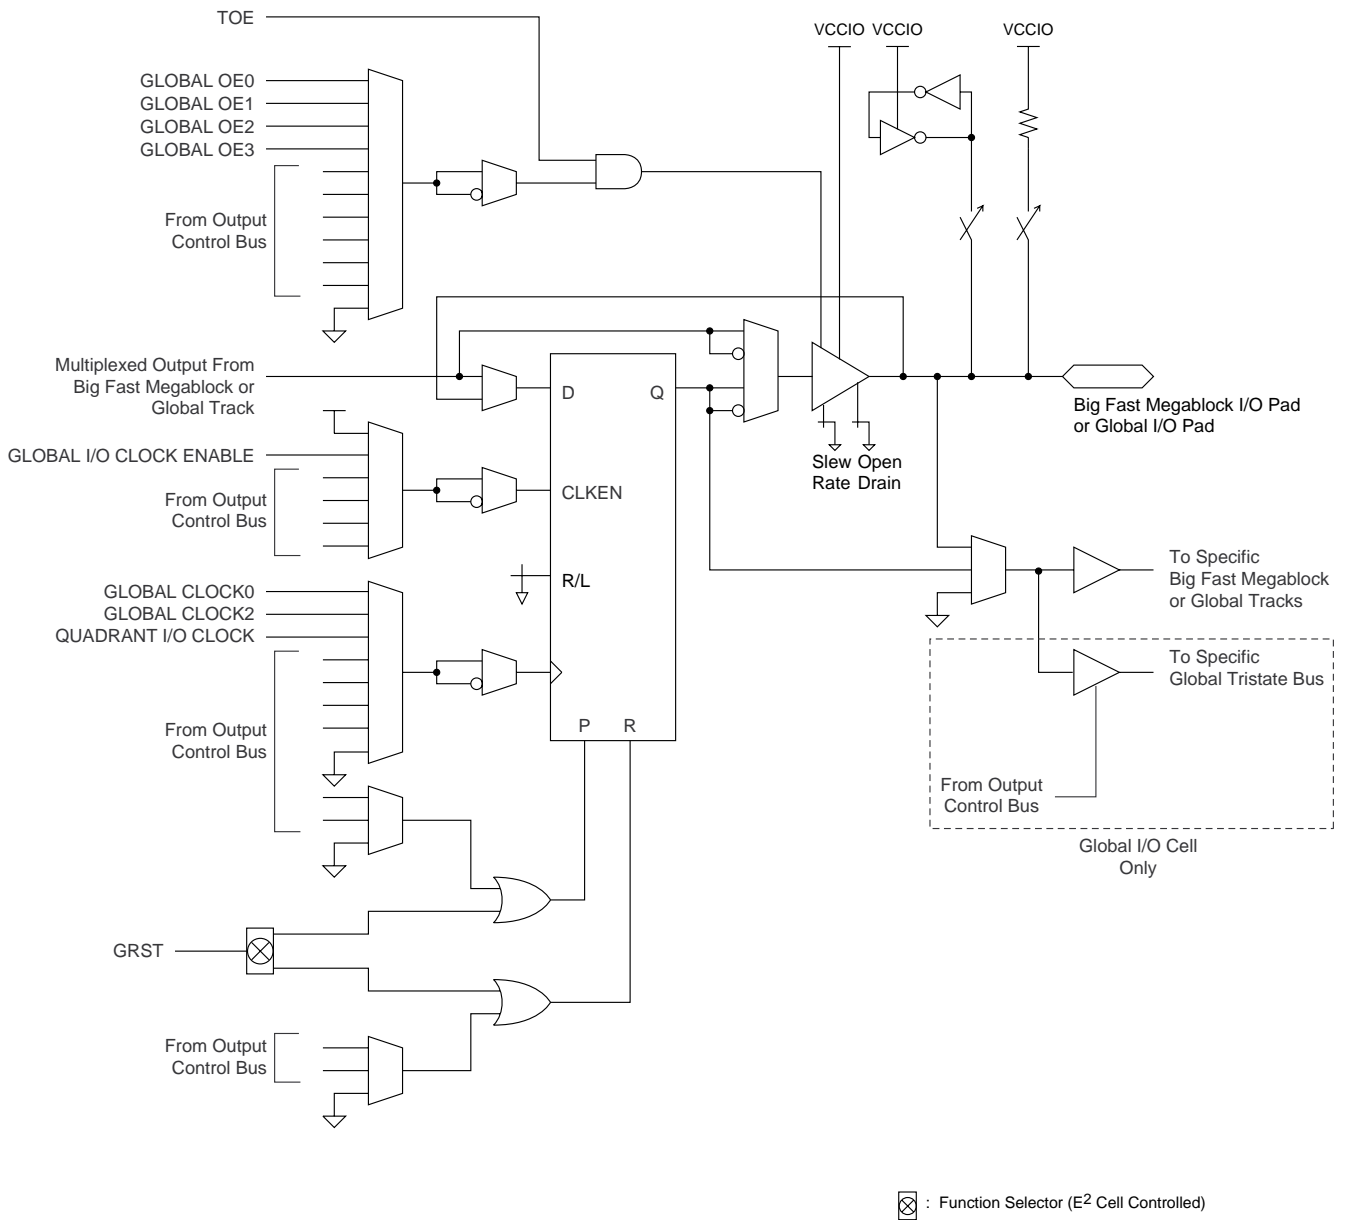 TOE
VCCIO VCCIO VCCIO
GLOBAL OE0
GLOBAL OE1
GLOBAL OE2
GLOBAL OE3
From Output
Control Bus
Multiplexed Output From
Big Fast Megablock or
Global Track
D
Q
Big Fast Megablock I/O Pad
or Global I/O Pad
Slew Open
Rate Drain
GLOBAL I/O CLOCK ENABLE
From Output
Control Bus
CLKEN
R/L
To Specific
Big Fast Megablock
or Global Tracks
GLOBAL CLOCK0
GLOBAL CLOCK2
QUADRANT I/O CLOCK
To Specific
Global Tristate Bus
From Output
Control Bus
P R
From Output
Control Bus
Global I/O Cell
Only
GRST
From Output
Control Bus
: Function Selector (E2 Cell Controlled)